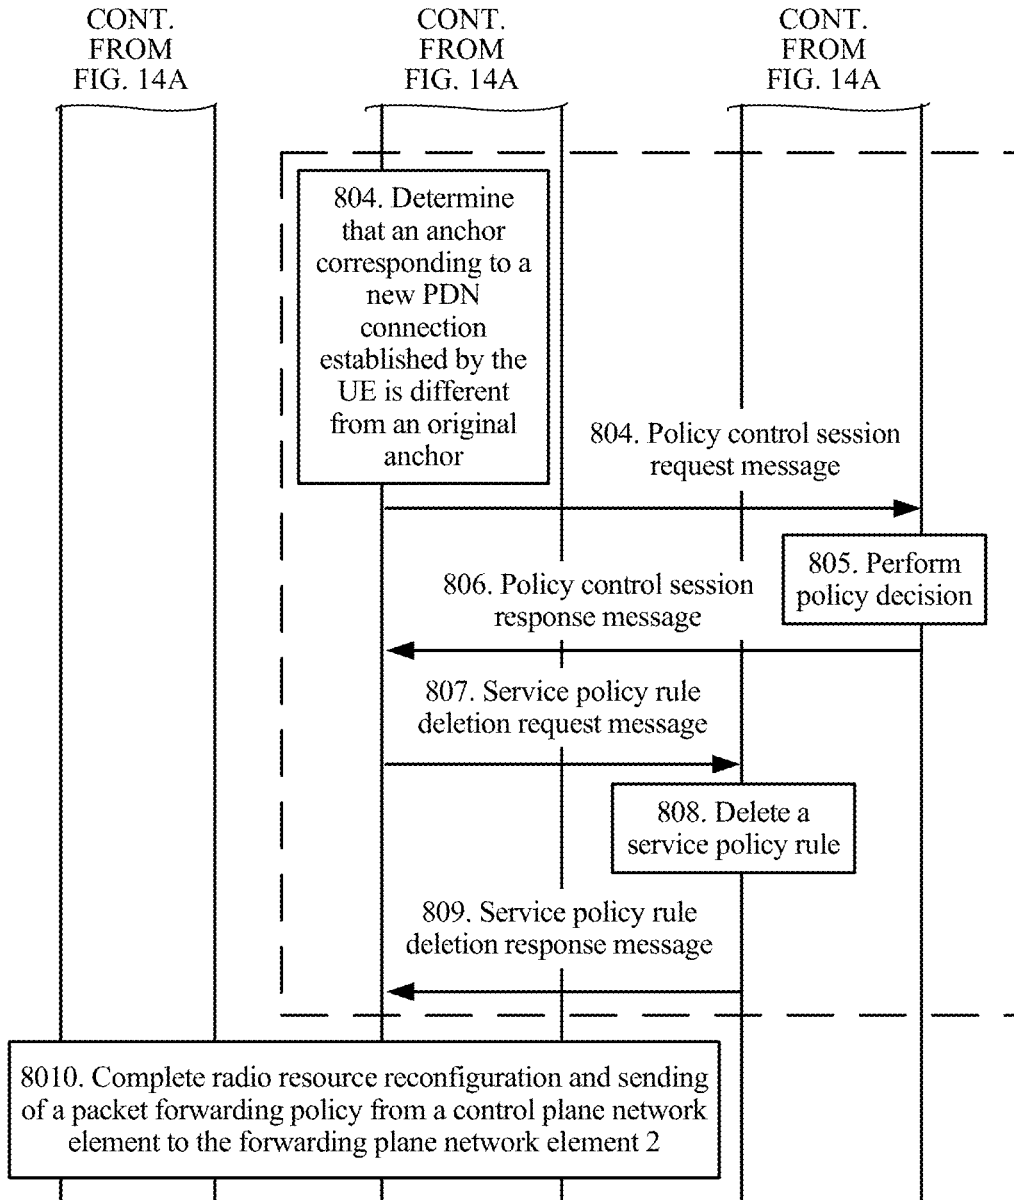 CONT.
FROM
FIG. 14A
CONT.
FROM
FIG. 14A
CONT.
FROM
FIG. 14A
804. Determine
that an anchor
corresponding to a
new PDN
connection
established by the
UE is different
from an original
anchor
804. Policy control session
request message
805. Perform
policy decision
806. Policy control session
response message
807. Service policy rule
deletion request message
808. Delete a
service policy rule
809. Service policy rule
deletion response message
8010. Complete radio resource reconfiguration and sending
of a packet forwarding policy from a control plane network
element to the forwarding plane network element 2